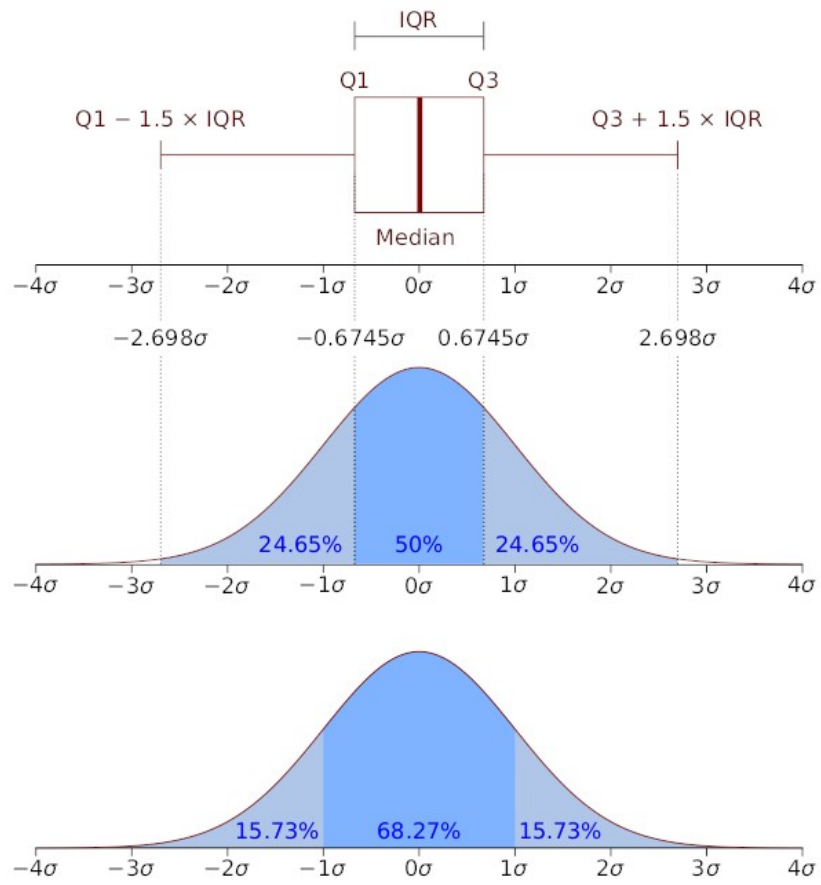 IQR
Q1 Q3
Q1 − 1.5 × IQR Q3 + 1.5 × IQR
Median
−4σ −3σ −2σ −1σ 0σ 1σ 2σ 3σ 4σ
−2.698σ −0.6745σ 0.6745σ 2.698σ
24.65% 50% 24.65%
−4σ −3σ −2σ −1σ 0σ 1σ 2σ 3σ 4σ
15.73% 68.27% 15.73%
−4σ −3σ −2σ −1σ 0σ 1σ 2σ 3σ 4σ